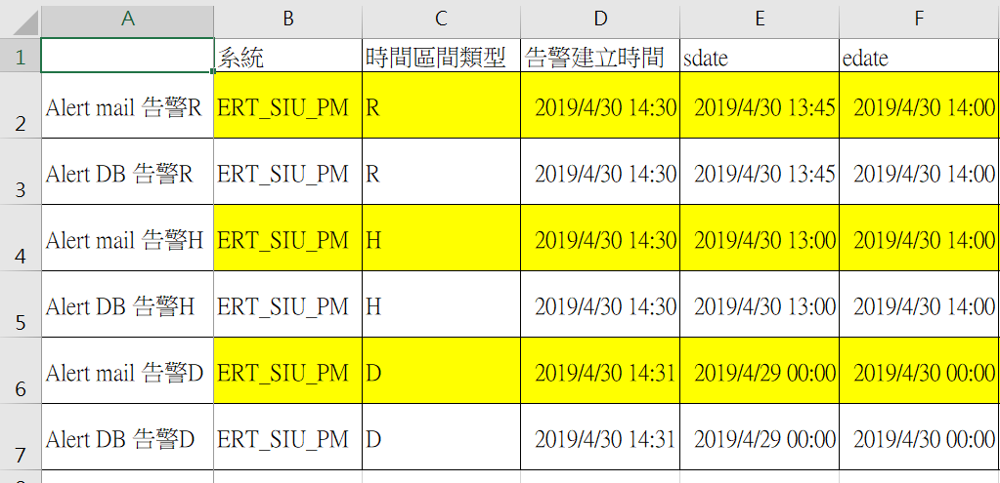 A B C D E F
1 系統 時間區間類型 告警建立時間 sdate edate
2 Alert mail 告警R ERT_SIU_PM R 2019/4/30 14:30 2019/4/30 13:45 2019/4/30 14:00
3 Alert DB 告警R ERT_SIU_PM R 2019/4/30 14:30 2019/4/30 13:45 2019/4/30 14:00
4 Alert mail 告警H ERT_SIU_PM H 2019/4/30 14:30 2019/4/30 13:00 2019/4/30 14:00
5 Alert DB 告警H ERT_SIU_PM H 2019/4/30 14:30 2019/4/30 13:00 2019/4/30 14:00
6 Alert mail 告警D ERT_SIU_PM D 2019/4/30 14:31 2019/4/29 00:00 2019/4/30 00:00
7 Alert DB 告警D ERT_SIU_PM D 2019/4/30 14:31 2019/4/29 00:00 2019/4/30 00:00